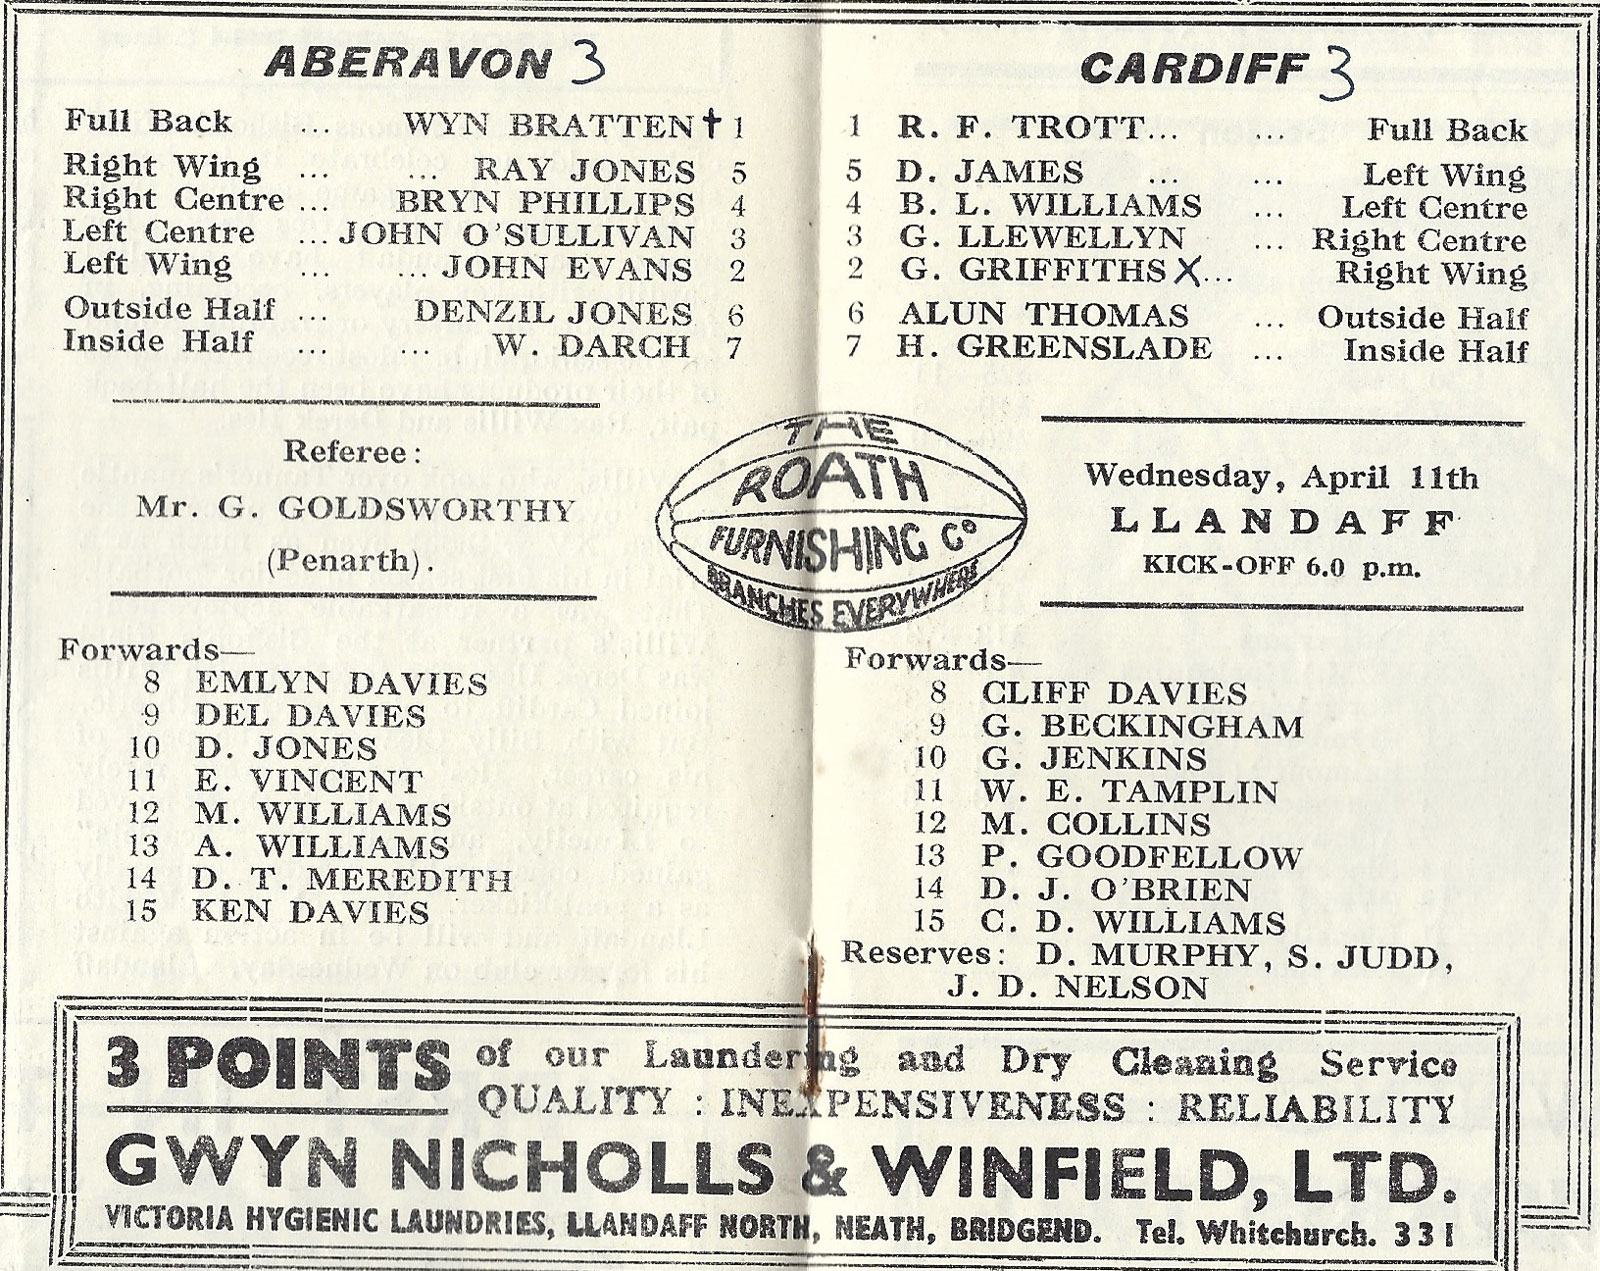 ABERAVON 3
Full Back ... WYN BRATTEN † 1
Right Wing ... ... RAY JONES 5
Right Centre ... BRYN PHILLIPS 4
Left Centre ... JOHN O'SULLIVAN 3
Left Wing ... ... JOHN EVANS 2
Outside Half ... DENZIL JONES 6
Inside Half ... ... W. DARCH 7
Referee:
Mr. G. GOLDSWORTHY
(Penarth).
Forwards—
8 EMLYN DAVIES
9 DEL DAVIES
10 D. JONES
11 E. VINCENT
12 M. WILLIAMS
13 A. WILLIAMS
14 D. T. MEREDITH
15 KEN DAVIES
THE
ROATH
FURNISHING Cº
BRANCHES EVERYWHERE
CARDIFF 3
1 R. F. TROTT... ... Full Back
5 D. JAMES ... ... Left Wing
4 B. L. WILLIAMS ... Left Centre
3 G. LLEWELLYN ... Right Centre
2 G. GRIFFITHS X... Right Wing
6 ALUN THOMAS ... Outside Half
7 H. GREENSLADE ... Inside Half
Wednesday, April 11th
LLANDAFF
KICK-OFF 6.0 p.m.
Forwards—
8 CLIFF DAVIES
9 G. BECKINGHAM
10 G. JENKINS
11 W. E. TAMPLIN
12 M. COLLINS
13 P. GOODFELLOW
14 D. J. O'BRIEN
15 C. D. WILLIAMS
Reserves: D. MURPHY, S. JUDD,
J. D. NELSON
3 POINTS of our Laundering and Dry Cleaning Service
QUALITY : INEXPENSIVENESS : RELIABILITY
GWYN NICHOLLS & WINFIELD, LTD.
VICTORIA HYGIENIC LAUNDRIES, LLANDAFF NORTH, NEATH, BRIDGEND. Tel. Whitchurch. 331